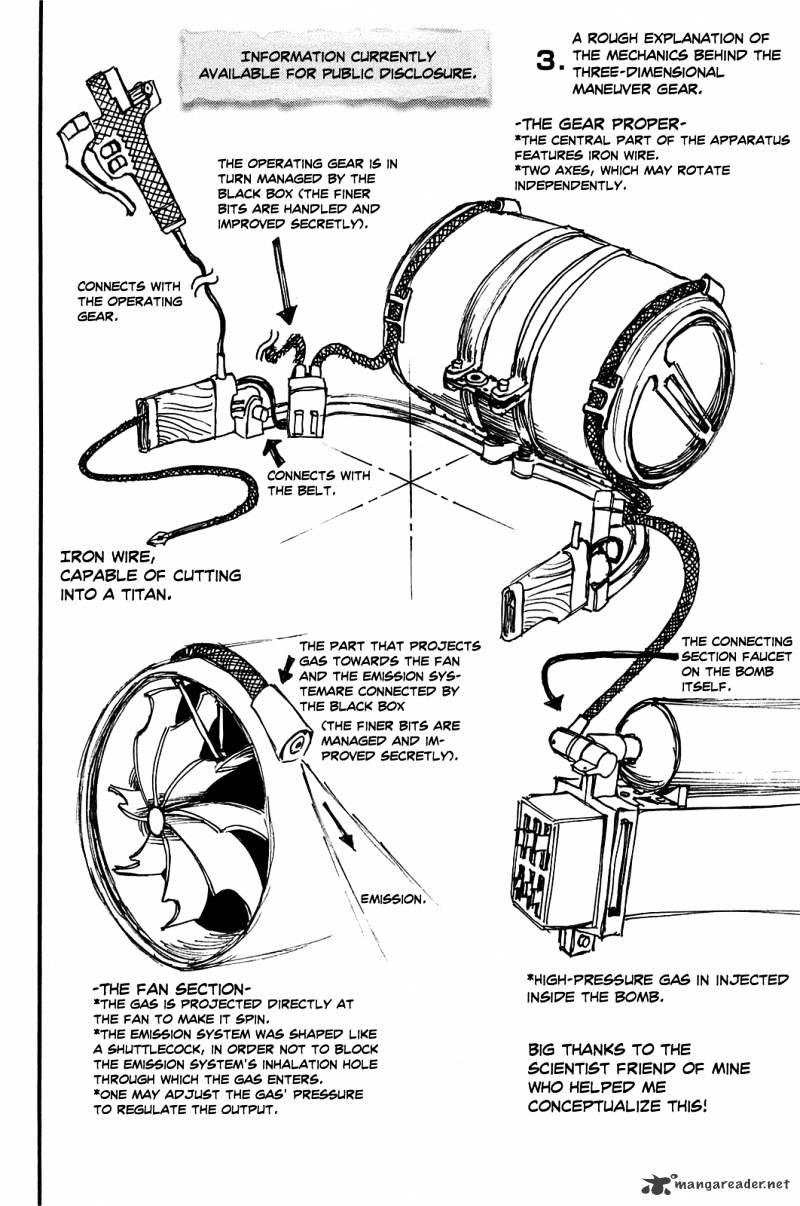 INFORMATION CURRENTLY
AVAILABLE FOR PUBLIC DISCLOSURE.
3.
A ROUGH EXPLANATION OF
THE MECHANICS BEHIND THE
THREE-DIMENSIONAL
MANEUVER GEAR.
-THE GEAR PROPER-
*THE CENTRAL PART OF THE APPARATUS
FEATURES IRON WIRE.
*TWO AXES, WHICH MAY ROTATE
INDEPENDENTLY.
THE OPERATING GEAR IS IN
TURN MANAGED BY THE
BLACK BOX (THE FINER
BITS ARE HANDLED AND
IMPROVED SECRETLY).
CONNECTS WITH
THE OPERATING
GEAR.
CONNECTS WITH
THE BELT.
IRON WIRE,
CAPABLE OF CUTTING
INTO A TITAN.
THE PART THAT PROJECTS
GAS TOWARDS THE FAN
AND THE EMISSION SYS-
TEMARE CONNECTED BY
THE BLACK BOX
(THE FINER BITS ARE
MANAGED AND IM-
PROVED SECRETLY).
THE CONNECTING
SECTION FAUCET
ON THE BOMB
ITSELF.
EMISSION.
-THE FAN SECTION-
*THE GAS IS PROJECTED DIRECTLY AT
THE FAN TO MAKE IT SPIN.
*THE EMISSION SYSTEM WAS SHAPED LIKE
A SHUTTLECOCK, IN ORDER NOT TO BLOCK
THE EMISSION SYSTEM'S INHALATION HOLE
THROUGH WHICH THE GAS ENTERS.
*ONE MAY ADJUST THE GAS' PRESSURE
TO REGULATE THE OUTPUT.
*HIGH-PRESSURE GAS IN INJECTED
INSIDE THE BOMB.
BIG THANKS TO THE
SCIENTIST FRIEND OF MINE
WHO HELPED ME
CONCEPTUALIZE THIS!
mangareader.net